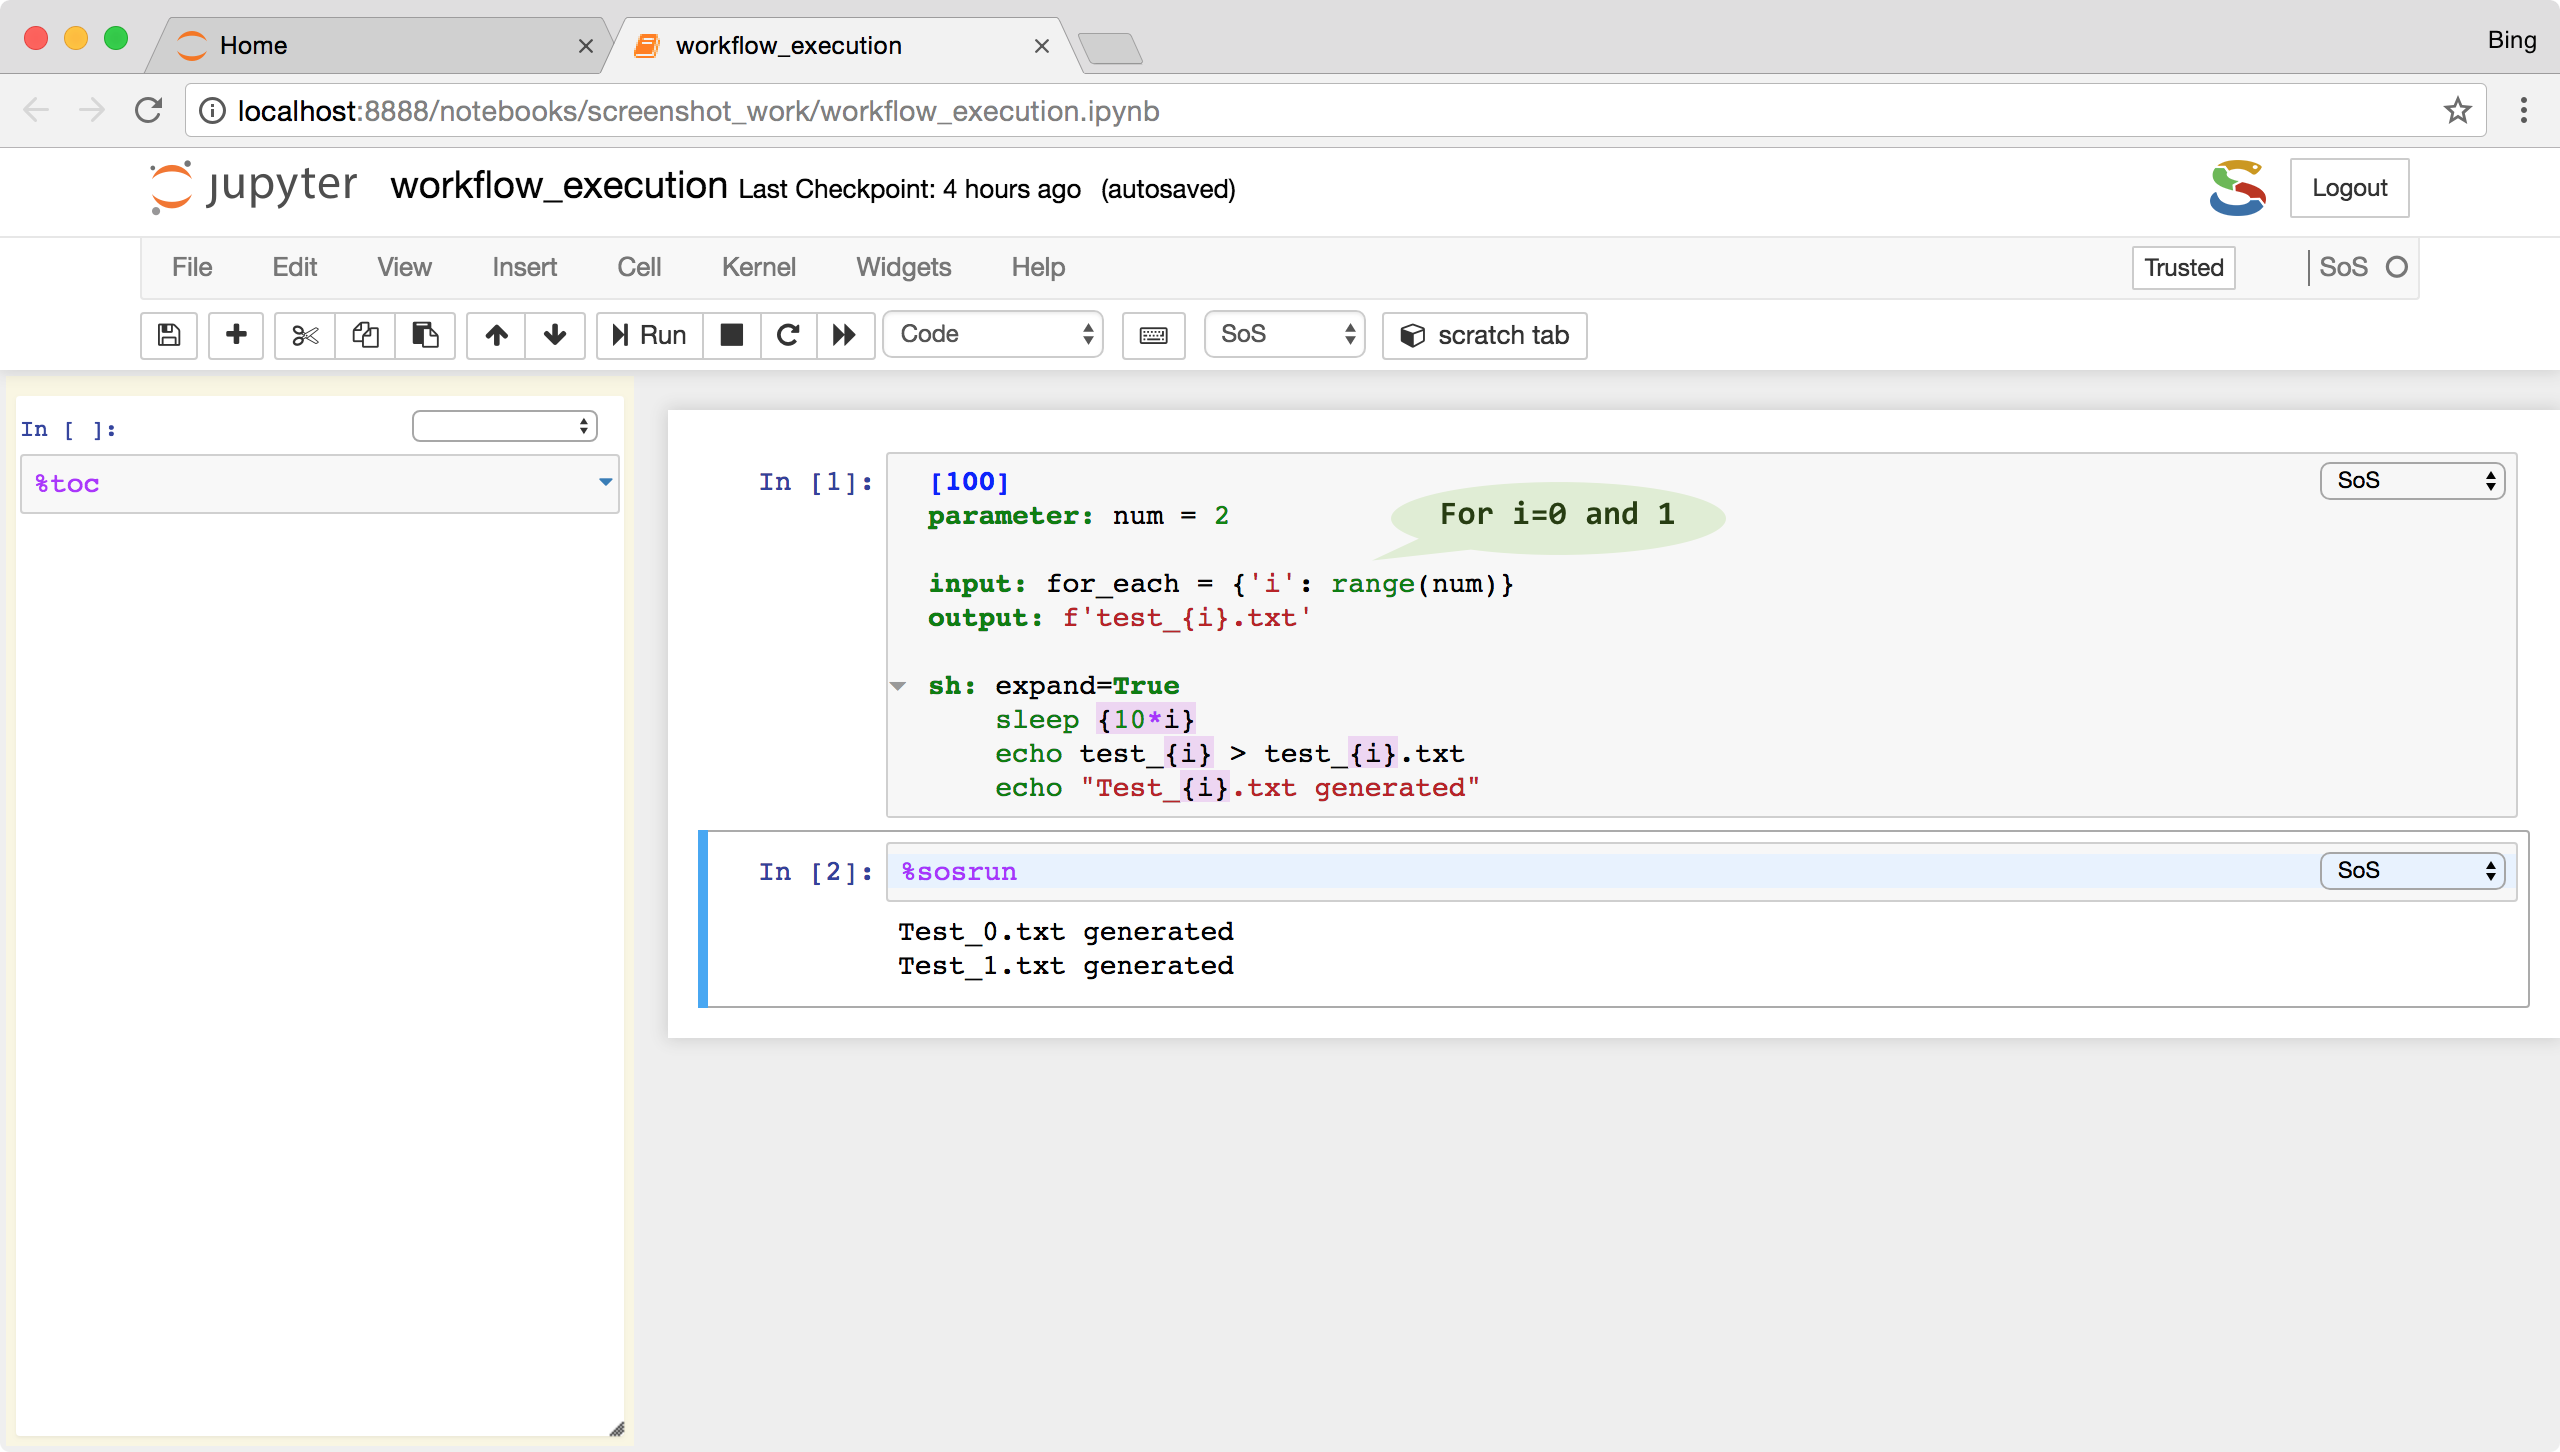 Home
workflow_execution
Bing
localhost:8888/notebooks/screenshot_work/workflow_execution.ipynb
jupyter workflow_execution Last Checkpoint: 4 hours ago (autosaved)
Logout
File Edit View Insert Cell Kernel Widgets Help
Trusted
SoS
Run
Code
SoS
scratch tab
In [ ]:
%toc
In [1]:
SoS
[100]
parameter: num = 2
For i=0 and 1
input: for_each = {'i': range(num)}
output: f'test_{i}.txt'
sh: expand=True
sleep {10*i}
echo test_{i} > test_{i}.txt
echo "Test_{i}.txt generated"
In [2]:
%sosrun
SoS
Test_0.txt generated
Test_1.txt generated